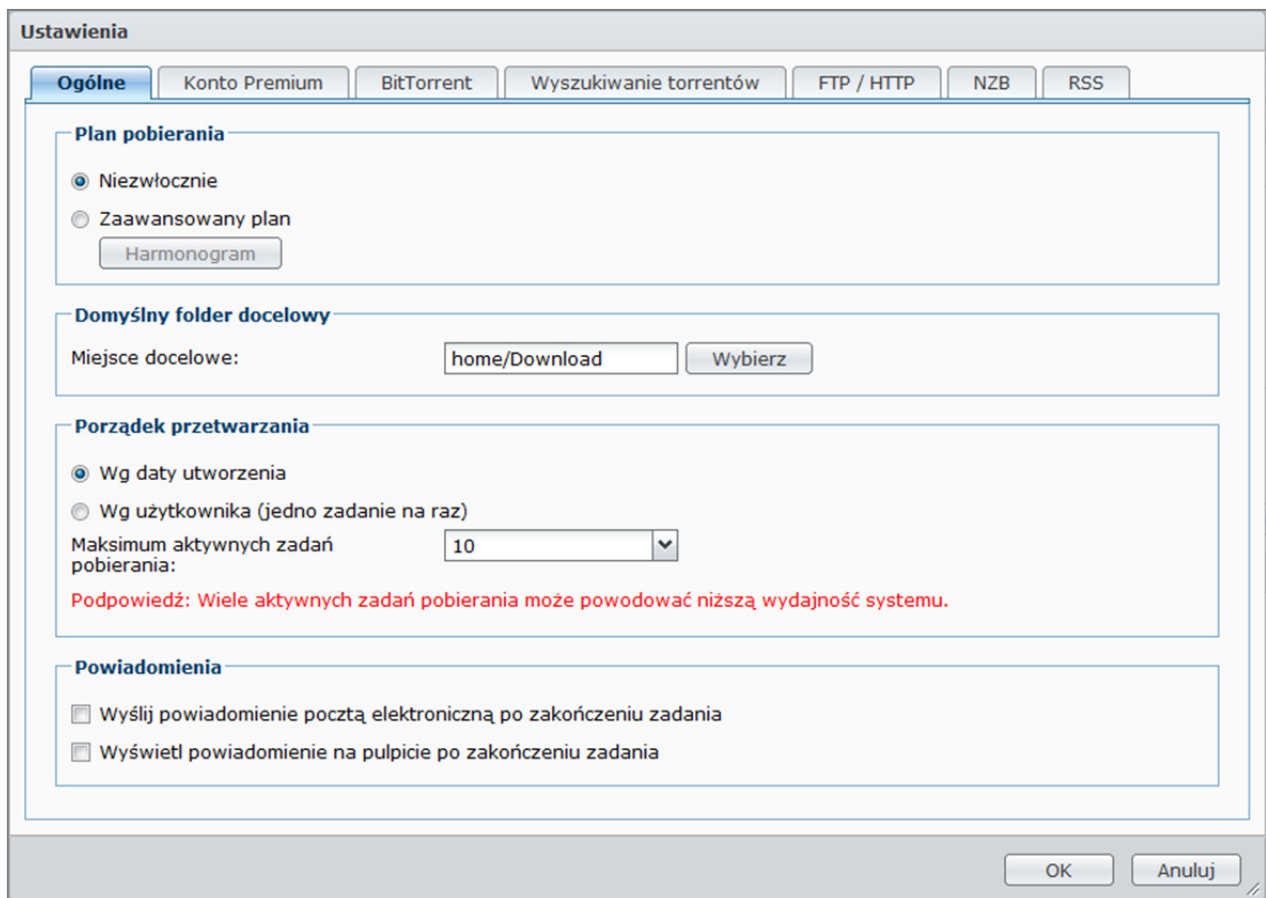 Ustawienia
Ogólne Konto Premium BitTorrent Wyszukiwanie torrentów FTP / HTTP NZB RSS
Plan pobierania
Niezwłocznie
Zaawansowany plan
Harmonogram
Domyślny folder docelowy
Miejsce docelowe: home/Download Wybierz
Porządek przetwarzania
Wg daty utworzenia
Wg użytkownika (jedno zadanie na raz)
Maksimum aktywnych zadań 10
pobierania:
Podpowiedź: Wiele aktywnych zadań pobierania może powodować niższą wydajność systemu.
Powiadomienia
Wyślij powiadomienie pocztą elektroniczną po zakończeniu zadania
Wyświetl powiadomienie na pulpicie po zakończeniu zadania
OK Anuluj